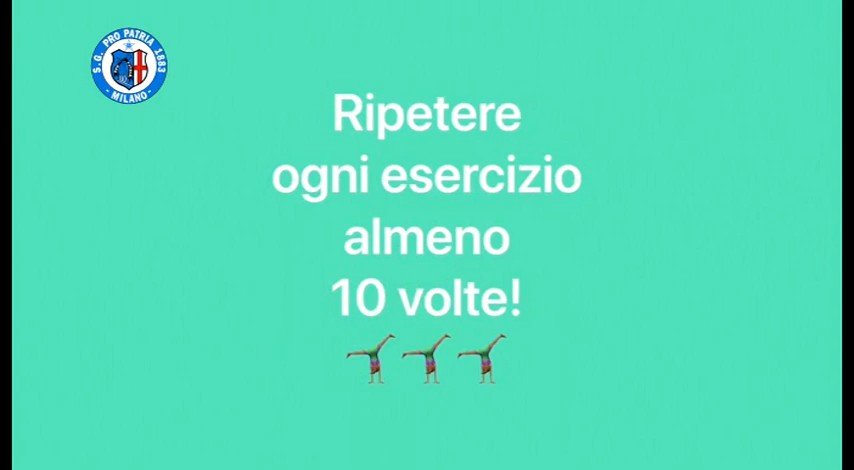 S.G. PRO PATRIA 1883
- MILANO -
Ripetere
ogni esercizio
almeno
10 volte!